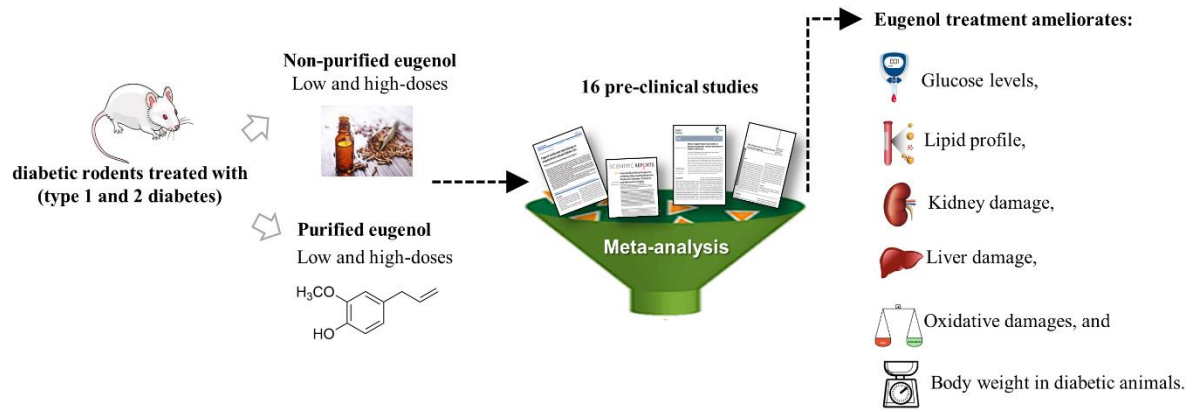 diabetic rodents treated with
(type 1 and 2 diabetes)
Non-purified eugenol
Low and high-doses
Purified eugenol
Low and high-doses
H₃CO
HO
16 pre-clinical studies
SCIENTIFIC REPORTS
Meta-analysis
Eugenol treatment ameliorates:
Glucose levels,
Lipid profile,
Kidney damage,
Liver damage,
Oxidative damages, and
Body weight in diabetic animals.